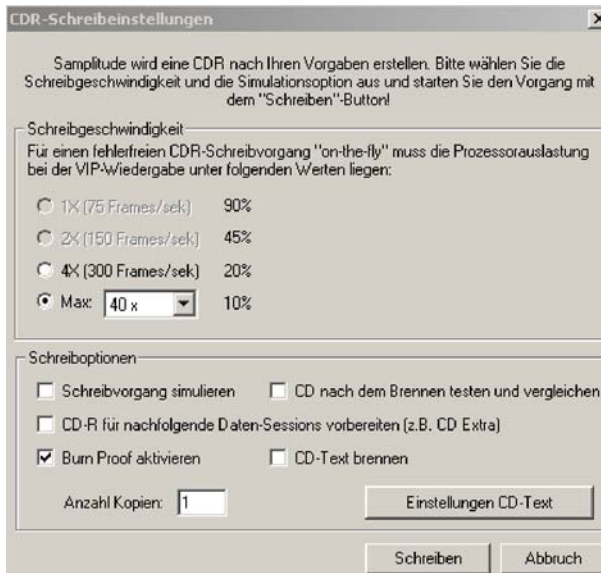 CDR-Schreibeinstellungen
Samplitude wird eine CDR nach Ihren Vorgaben erstellen. Bitte wählen Sie die
Schreibgeschwindigkeit und die Simulationsoption aus und starten Sie den Vorgang mit
dem "Schreiben"-Button!
Schreibgeschwindigkeit
Für einen fehlerfreien CDR-Schreibvorgang "on-the-fly" muss die Prozessorauslastung
bei der VIP-Wiedergabe unter folgenden Werten liegen:
1X (75 Frames/sek) 90%
2X (150 Frames/sek) 45%
4X (300 Frames/sek) 20%
Max: 40 x 10%
Schreiboptionen
Schreibvorgang simulieren CD nach dem Brennen testen und vergleichen
CD-R für nachfolgende Daten-Sessions vorbereiten (z.B. CD Extra)
Burn Proof aktivieren CD-Text brennen
Anzahl Kopien: 1 Einstellungen CD-Text
Schreiben Abbruch